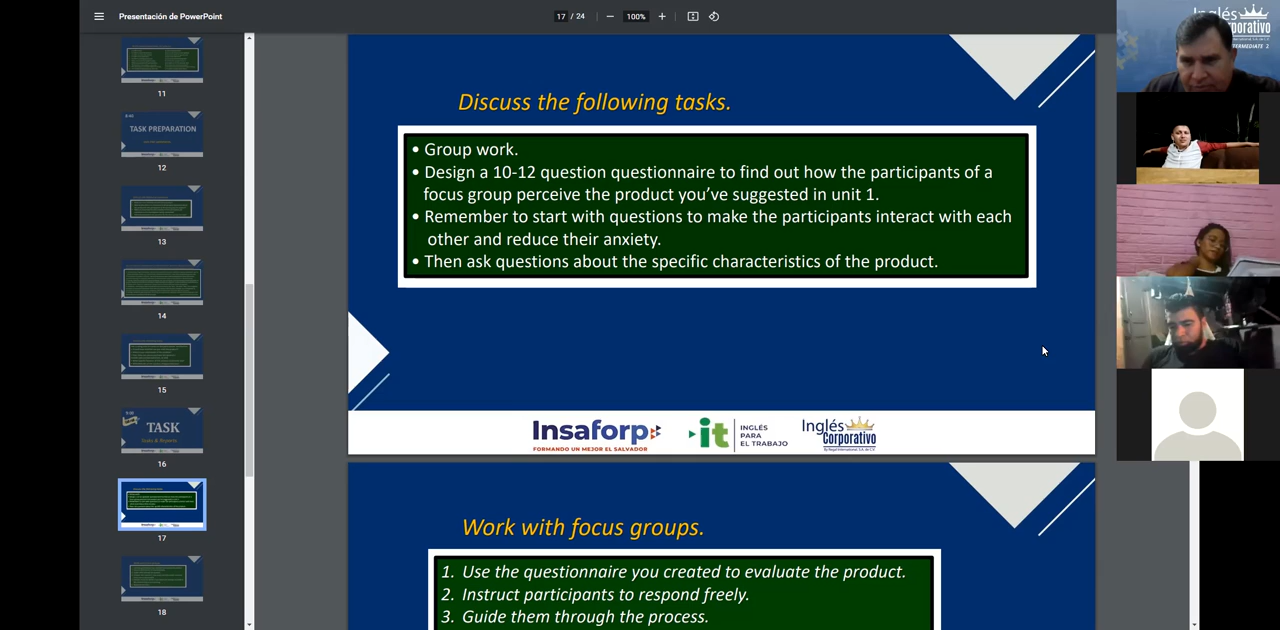 Presentación de PowerPoint
17 / 24
100%
11
TASK PREPARATION
12
13
14
15
TASK
16
17
18
Discuss the following tasks.
• Group work.
• Design a 10-12 question questionnaire to find out how the participants of a
focus group perceive the product you've suggested in unit 1.
• Remember to start with questions to make the participants interact with each
other and reduce their anxiety.
• Then ask questions about the specific characteristics of the product.
Insaforp
FORMANDO UN MEJOR EL SALVADOR
it
INGLÉS
PARA
EL TRABAJO
Inglés
Corporativo
Work with focus groups.
1. Use the questionnaire you created to evaluate the product.
2. Instruct participants to respond freely.
3. Guide them through the process.
Inglés